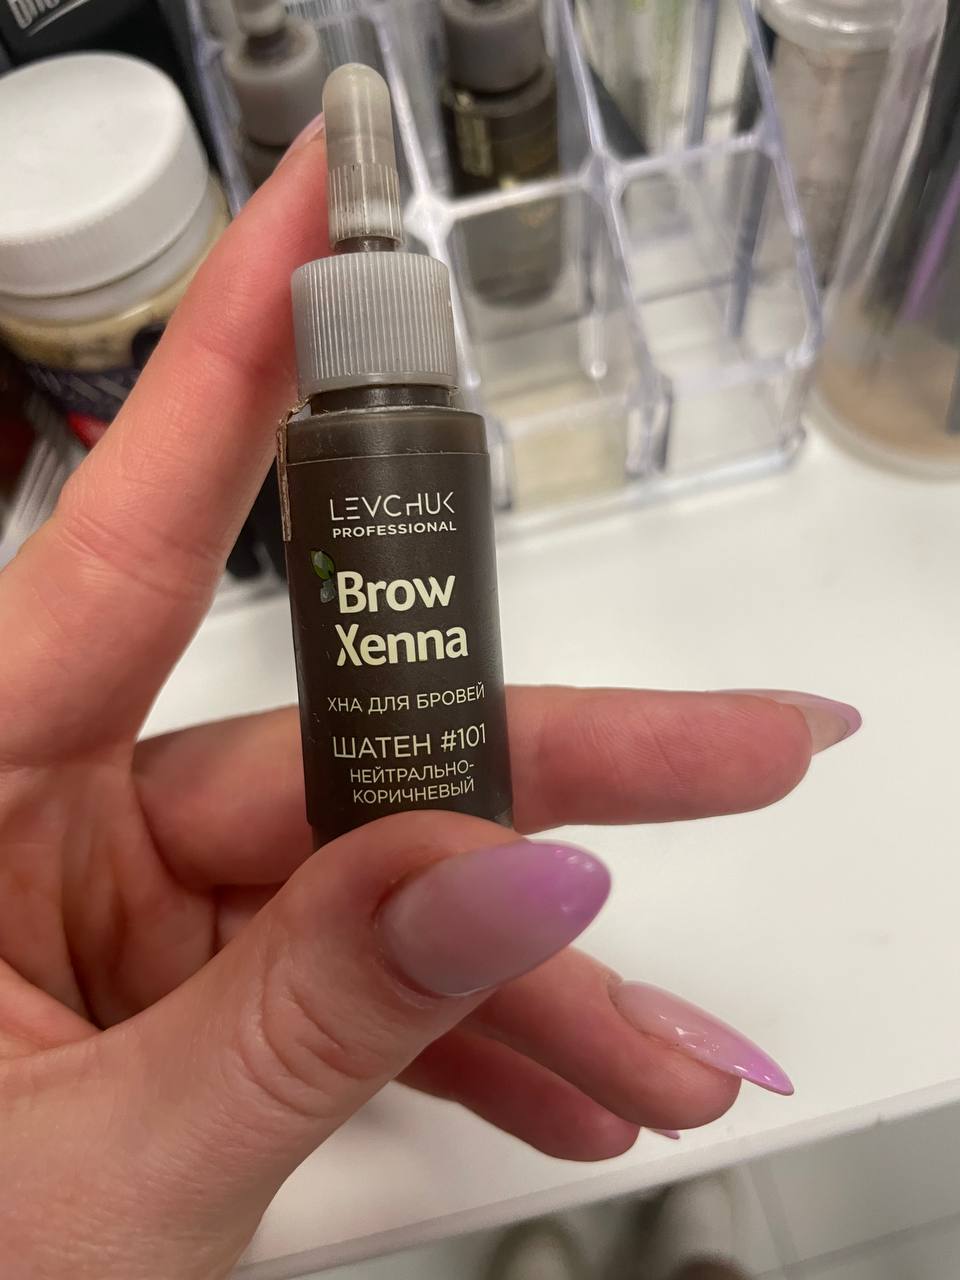 LEVCHUK
PROFESSIONAL
Brow
Xenna
ХНА ДЛЯ БРОВЕЙ
ШАТЕН #101
НЕЙТРАЛЬНО-
КОРИЧНЕВЫЙ